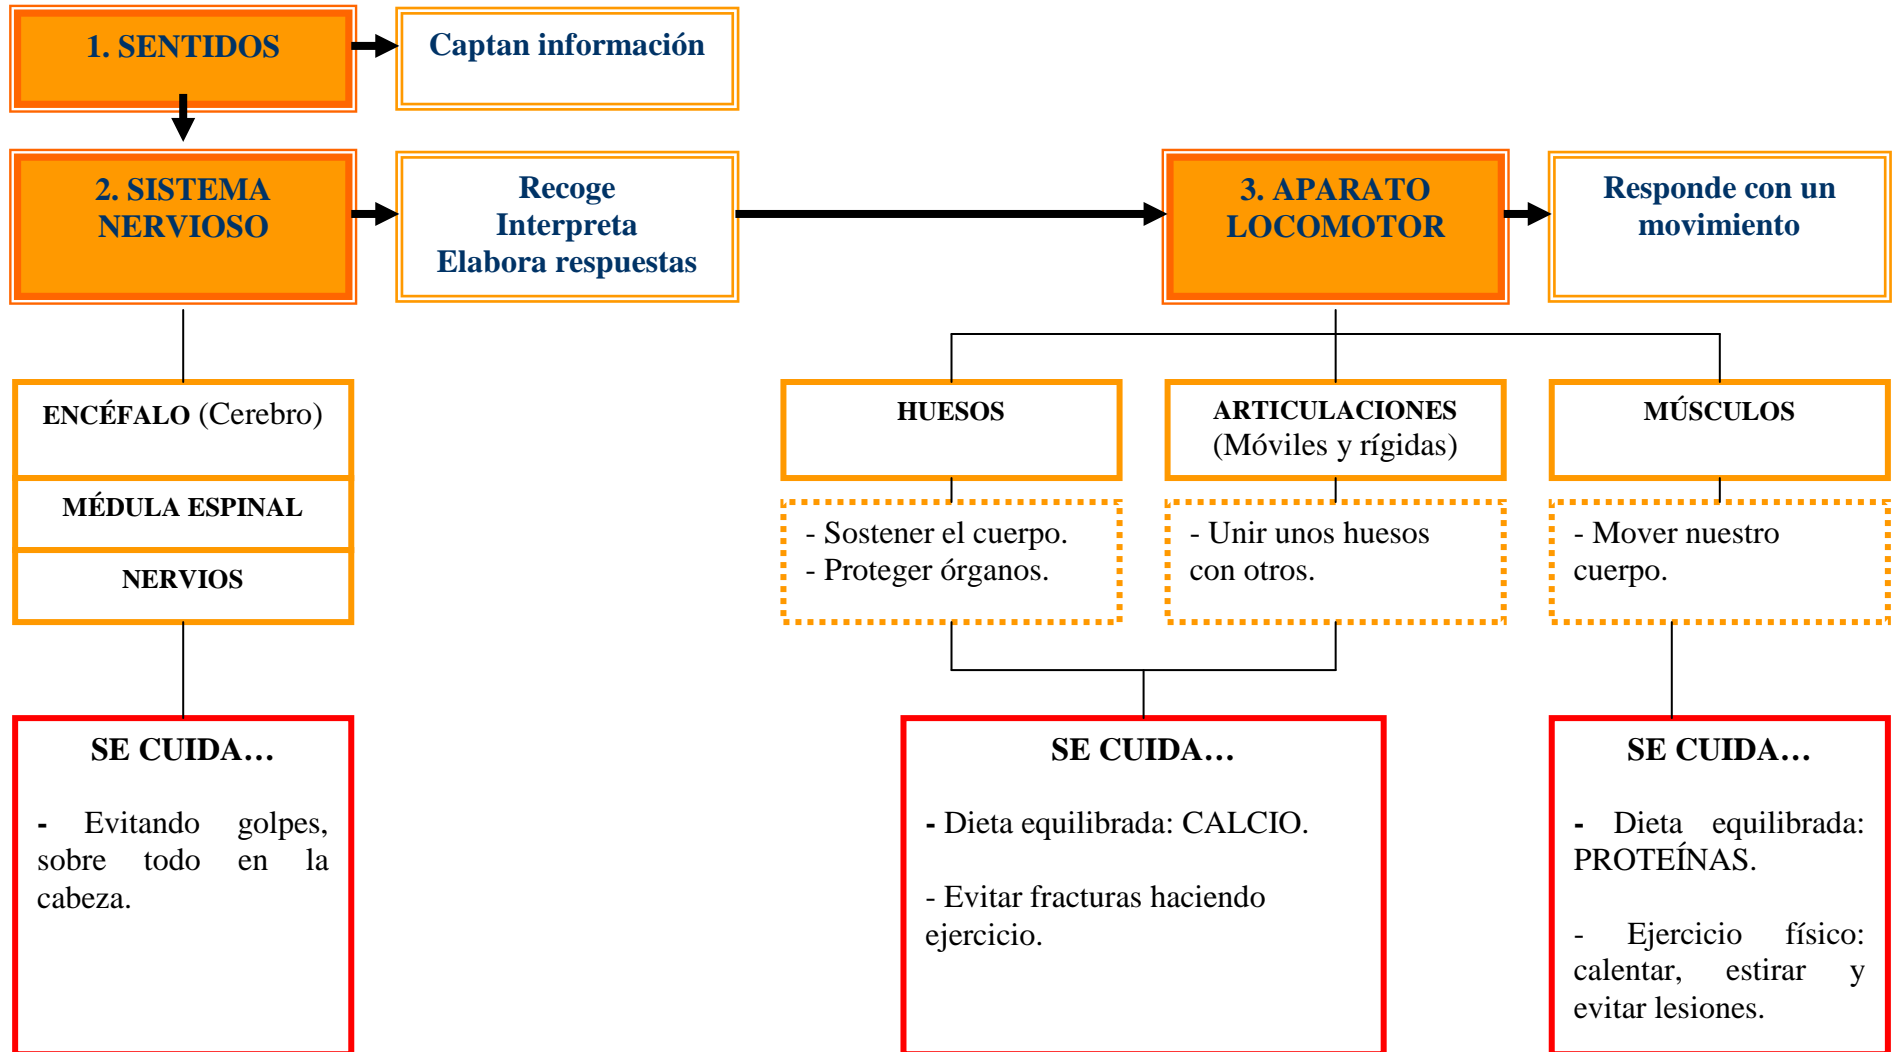 1. SENTIDOS
Captan información
2. SISTEMA
NERVIOSO
Recoge
Interpreta
Elabora respuestas
3. APARATO
LOCOMOTOR
Responde con un
movimiento
ENCÉFALO (Cerebro)
MÉDULA ESPINAL
NERVIOS
HUESOS
ARTICULACIONES
(Móviles y rígidas)
MÚSCULOS
- Sostener el cuerpo.
- Proteger órganos.
- Unir unos huesos
con otros.
- Mover nuestro
cuerpo.
SE CUIDA…
- Evitando golpes,
sobre todo en la
cabeza.
SE CUIDA…
- Dieta equilibrada: CALCIO.
- Evitar fracturas haciendo
ejercicio.
SE CUIDA…
- Dieta equilibrada:
PROTEÍNAS.
- Ejercicio físico:
calentar, estirar y
evitar lesiones.